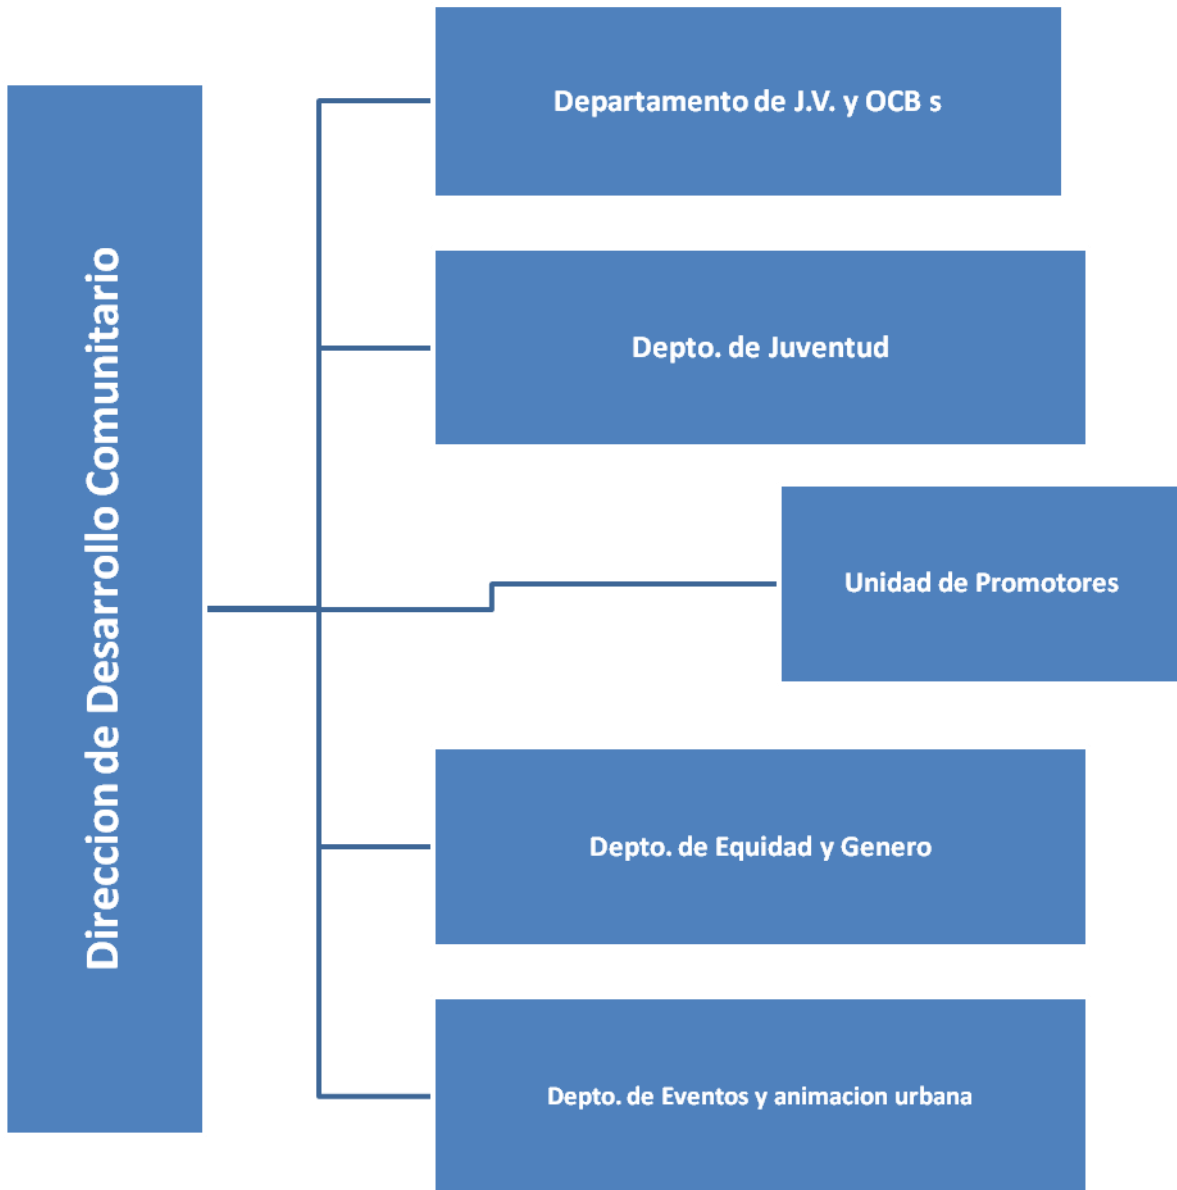 Direccion de Desarrollo Comunitario
Departamento de J.V. y OCB s
Depto. de Juventud
Unidad de Promotores
Depto. de Equidad y Genero
Depto. de Eventos y animacion urbana